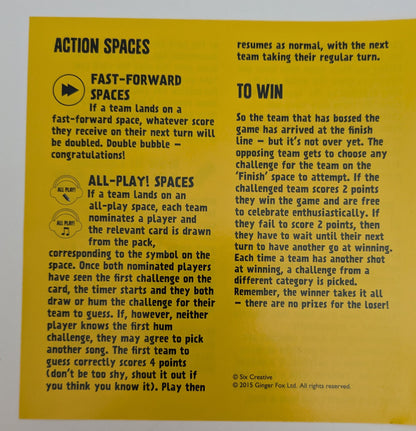 ACTION SPACES
FAST-FORWARD
SPACES
If a team lands on a
fast-forward space, whatever score
they receive on their next turn will
be doubled. Double bubble –
congratulations!
ALL PLAY!
ALL PLAY!
ALL-PLAY! SPACES
If a team lands on an
all-play space, each team
nominates a player and
the relevant card is drawn
from the pack,
corresponding to the symbol on the
space. Once both nominated players
have seen the first challenge on the
card, the timer starts and they both
draw or hum the challenge for their
team to guess. If, however, neither
player knows the first hum
challenge, they may agree to pick
another song. The first team to
guess correctly scores 4 points
(don't be too shy, shout it out if
you think you know it). Play then
resumes as normal, with the next
team taking their regular turn.
TO WIN
So the team that has bossed the
game has arrived at the finish
line – but it's not over yet. The
opposing team gets to choose any
challenge for the team on the
'Finish' space to attempt. If the
challenged team scores 2 points
they win the game and are free
to celebrate enthusiastically. If
they fail to score 2 points, then
they have to wait until their next
turn to have another go at winning.
Each time a team has another shot
at winning, a challenge from a
different category is picked.
Remember, the winner takes it all
– there are no prizes for the loser!
© Six Creative
© 2015 Ginger Fox Ltd. All rights reserved.